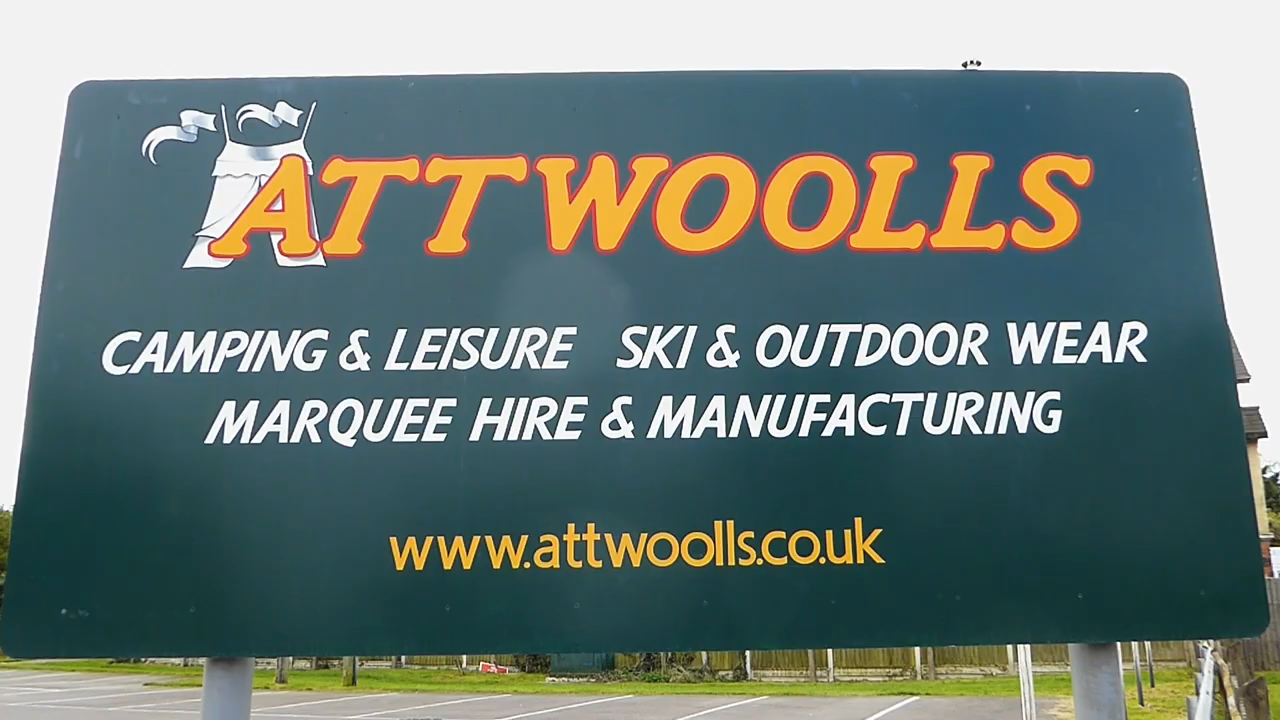 ATTWOOLLS
CAMPING & LEISURE SKI & OUTDOOR WEAR
MARQUEE HIRE & MANUFACTURING
www.attwoolls.co.uk